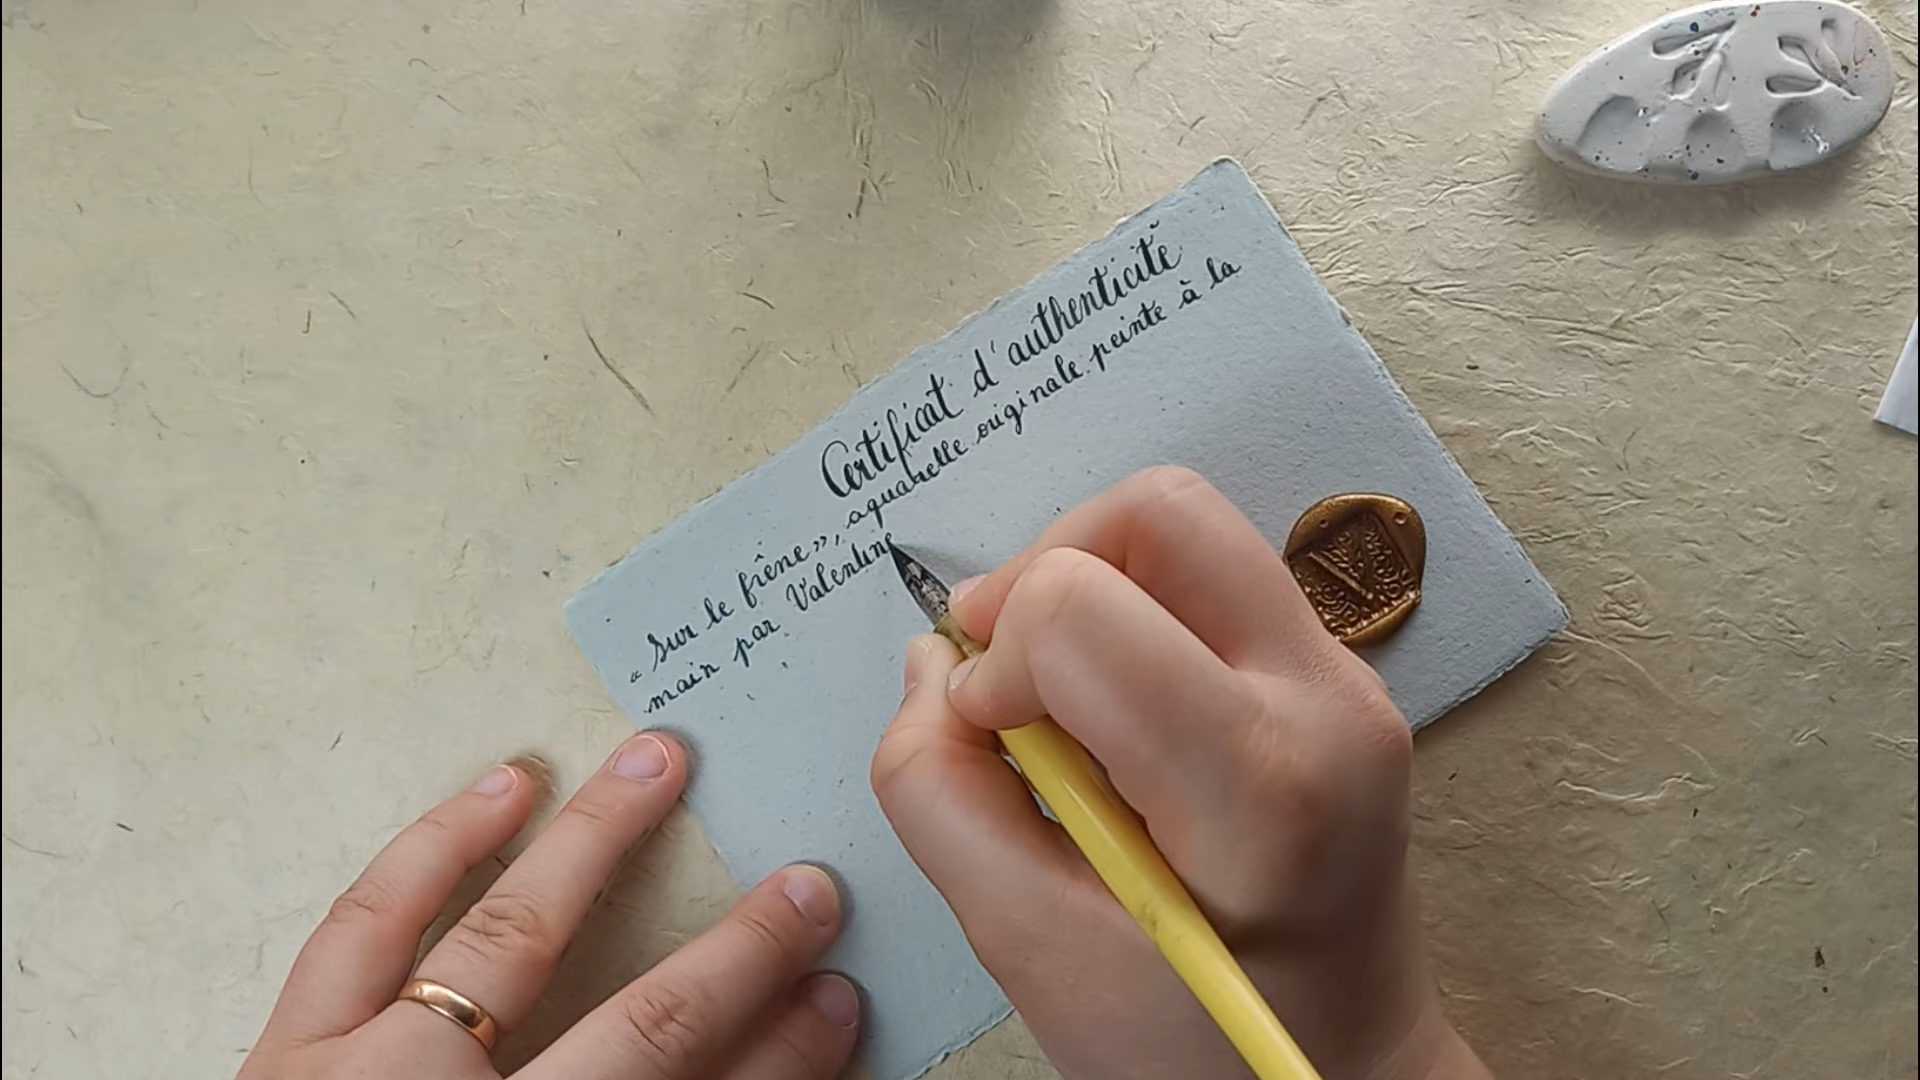 Certificat d'authenticité
“ Sur le frêne ”, aquarelle originale peinte à la
main par Valentine